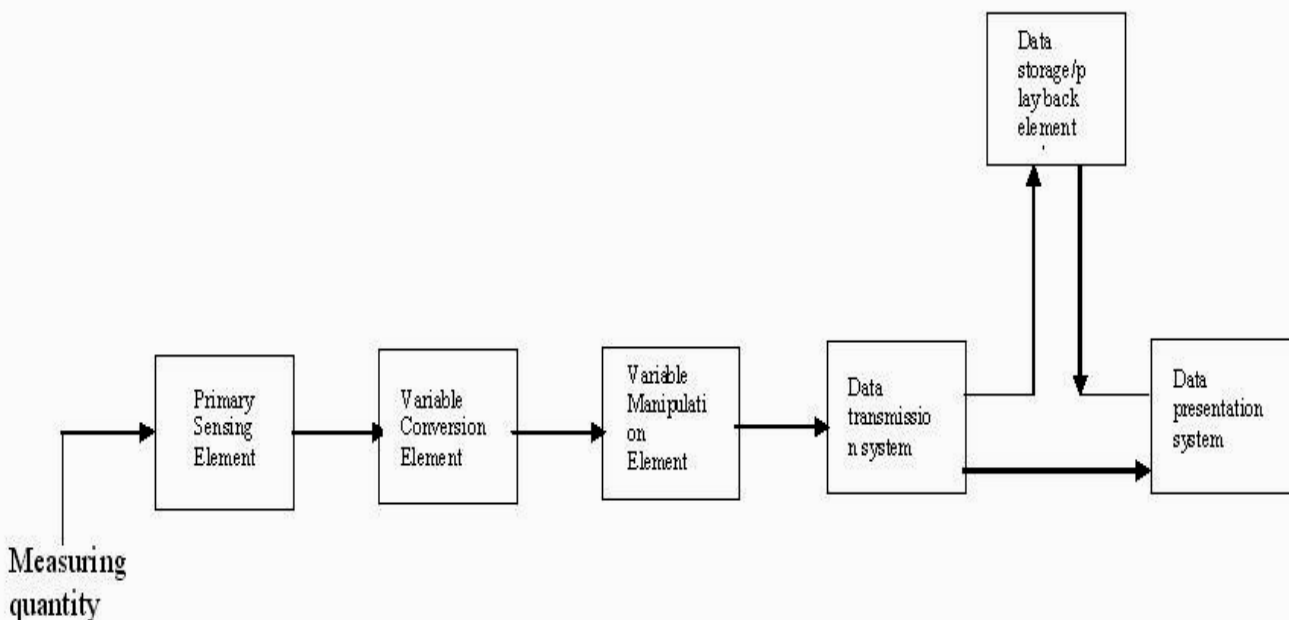 Data
storage/p
layback
element
.
Primary
Sensing
Element
Variable
Conversion
Element
Variable
Manipulati
on
Element
Data
transmissio
n system
Data
presentation
system
Measuring
quantity